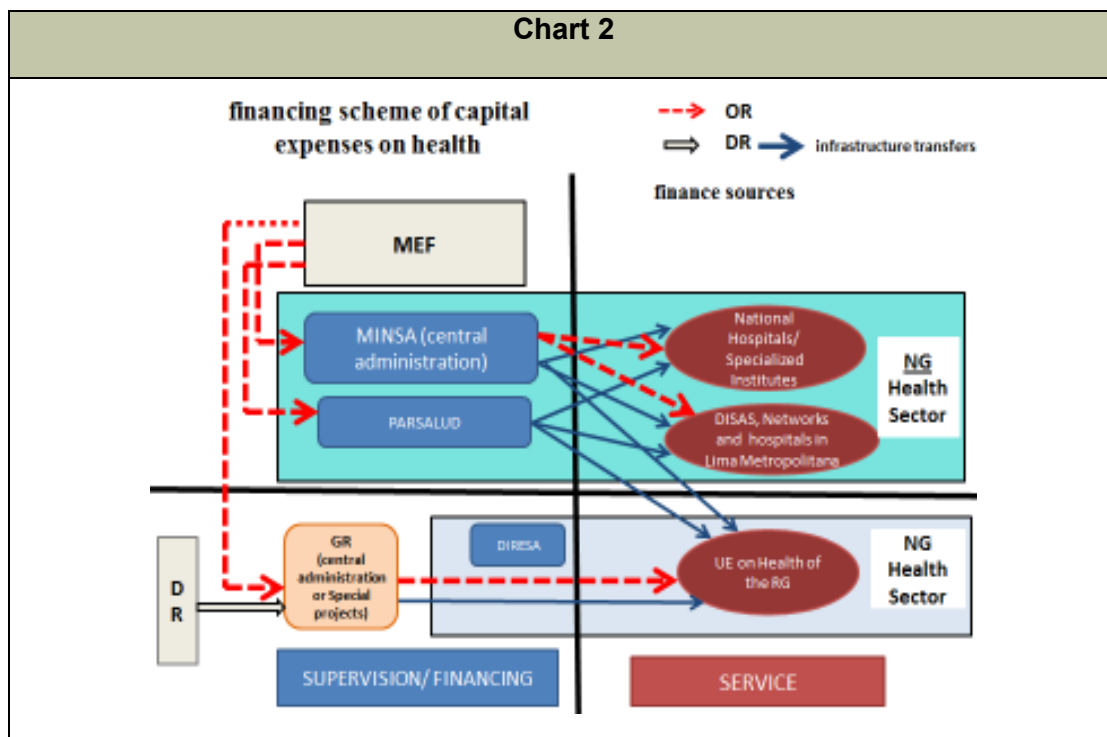 Chart 2
financing scheme of capital
expenses on health
OR
DR
infrastructure transfers
finance sources
MEF
MINSA (central
administration)
PARSALUD
National
Hospitals/
Specialized
Institutes
DISAS, Networks
and hospitals in
Lima Metropolitana
NG
Health
Sector
D
R
GR
(central
administration
or Special
projects)
DIRESA
UE on Health of
the RG
NG
Health
Sector
SUPERVISION/ FINANCING
SERVICE